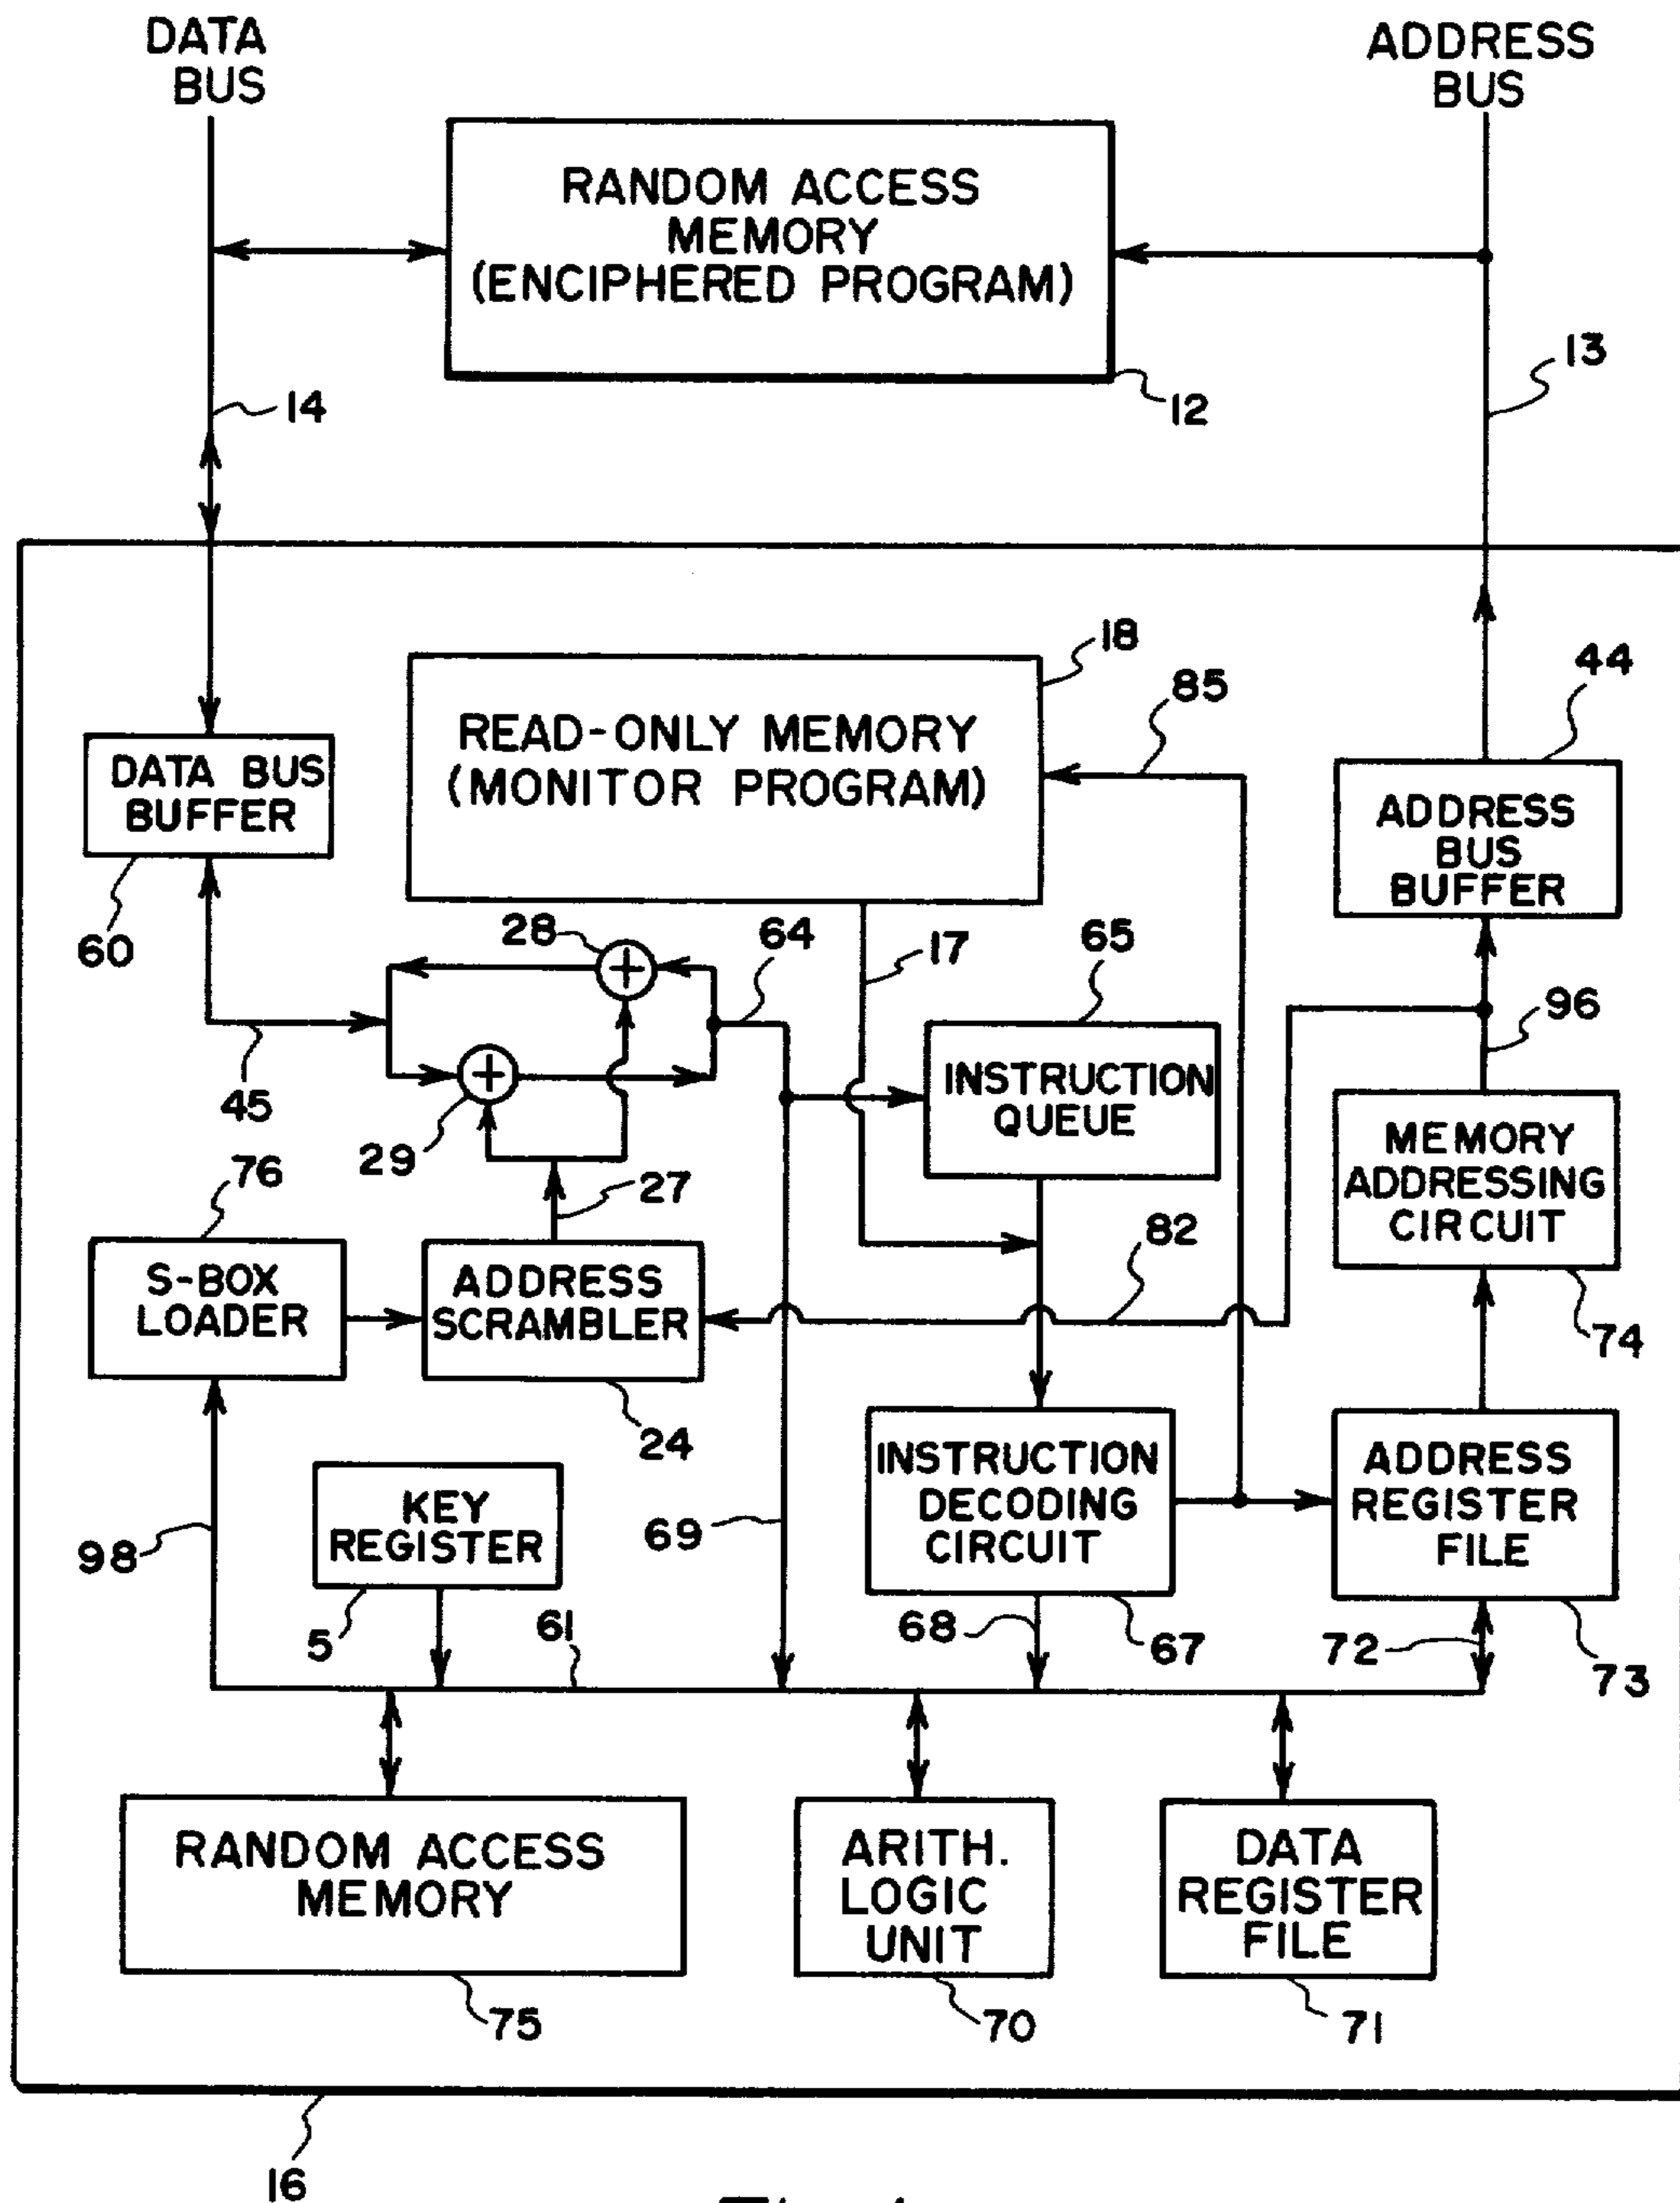 DATA
BUS
ADDRESS
BUS
RANDOM ACCESS
MEMORY
(ENCIPHERED PROGRAM)
13
14
12
18
44
85
READ-ONLY MEMORY
(MONITOR PROGRAM)
DATA BUS
BUFFER
ADDRESS
BUS
BUFFER
60
28
64
17
65
96
45
29
INSTRUCTION
QUEUE
MEMORY
ADDRESSING
CIRCUIT
76
27
82
S-BOX
LOADER
ADDRESS
SCRAMBLER
74
24
INSTRUCTION
DECODING
CIRCUIT
ADDRESS
REGISTER
FILE
KEY
REGISTER
98
69
5
61
68
67
72
73
RANDOM ACCESS
MEMORY
ARITH.
LOGIC
UNIT
DATA
REGISTER
FILE
75
70
71
16